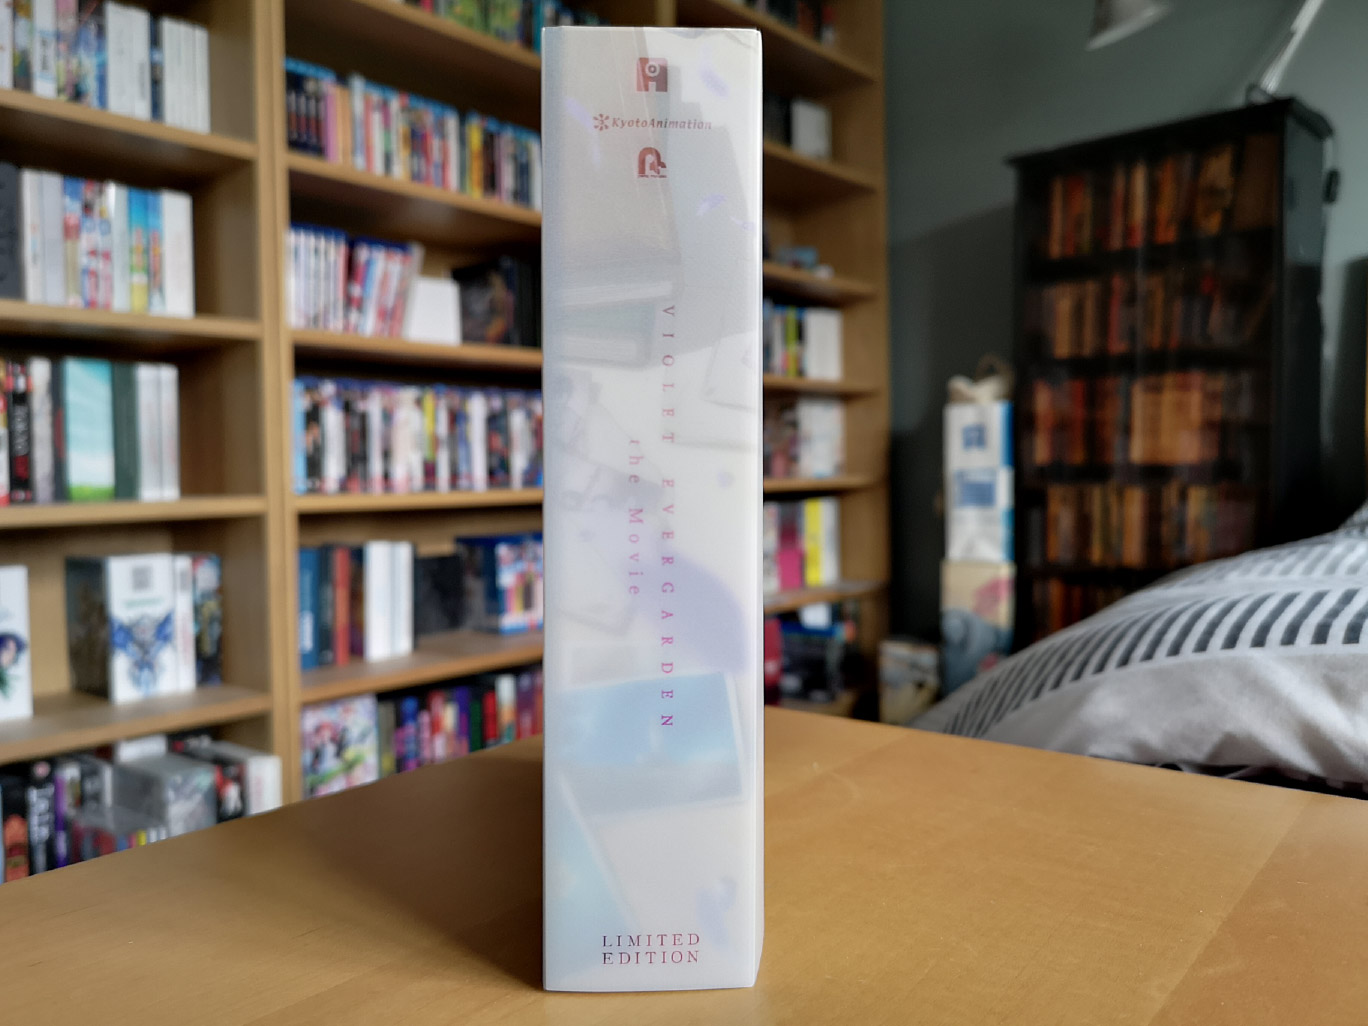 KyotoAnimation
VIOLET EVERGARDEN
the Movie
LIMITED
EDITION